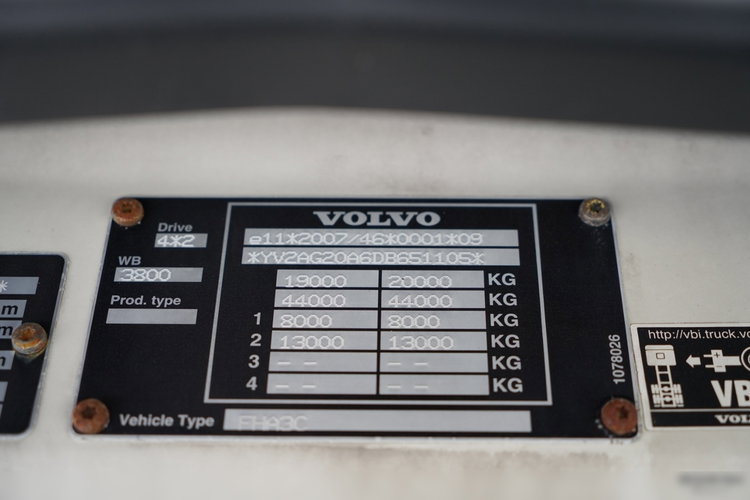 VOLVO
Drive
4*2
e11*2007/46*0001*09
WB
3800
*YV2AG20A6DB651105*
Prod. type
19000 20000 KG
44000 44000 KG
1 8000 8000 KG
2 13000 13000 KG
3 -- -- KG
4 -- -- KG
Vehicle Type FHA3C
1078026
*
m
m
http://vbi.truck.vo
VB
VOL